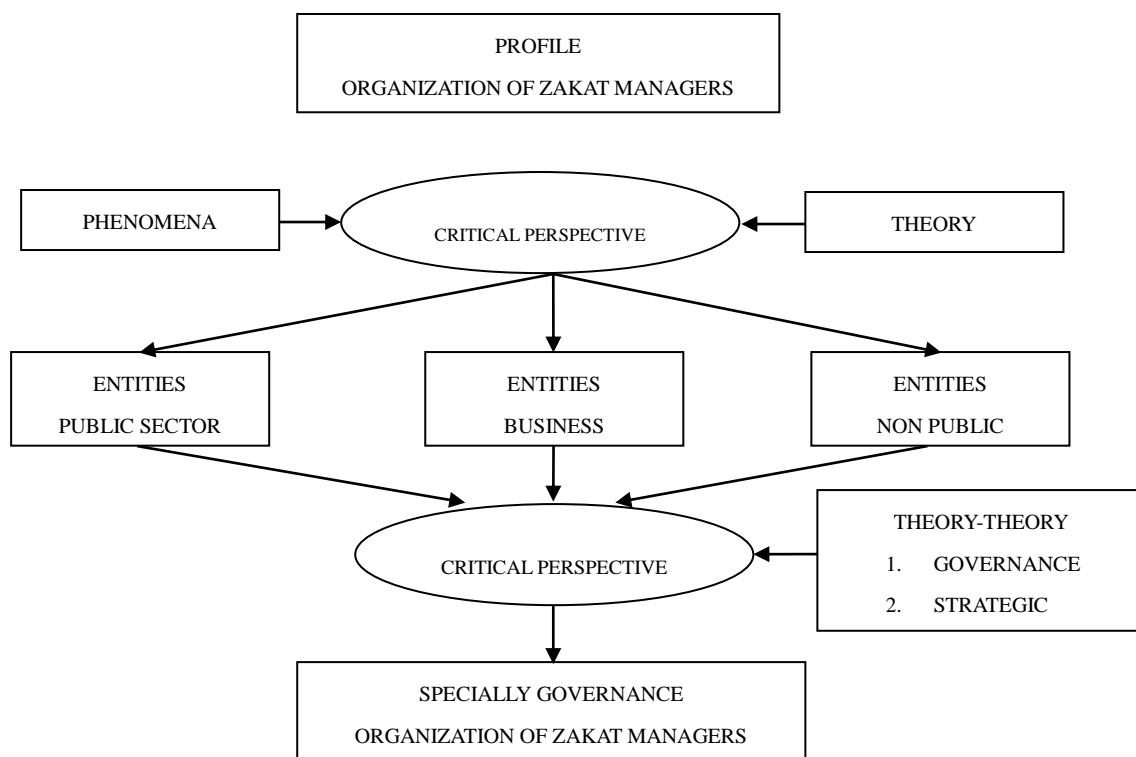 PROFILE
ORGANIZATION OF ZAKAT MANAGERS
PHENOMENA
CRITICAL PERSPECTIVE
THEORY
ENTITIES
PUBLIC SECTOR
ENTITIES
BUSINESS
ENTITIES
NON PUBLIC
CRITICAL PERSPECTIVE
THEORY-THEORY
1. GOVERNANCE
2. STRATEGIC
SPECIALLY GOVERNANCE
ORGANIZATION OF ZAKAT MANAGERS